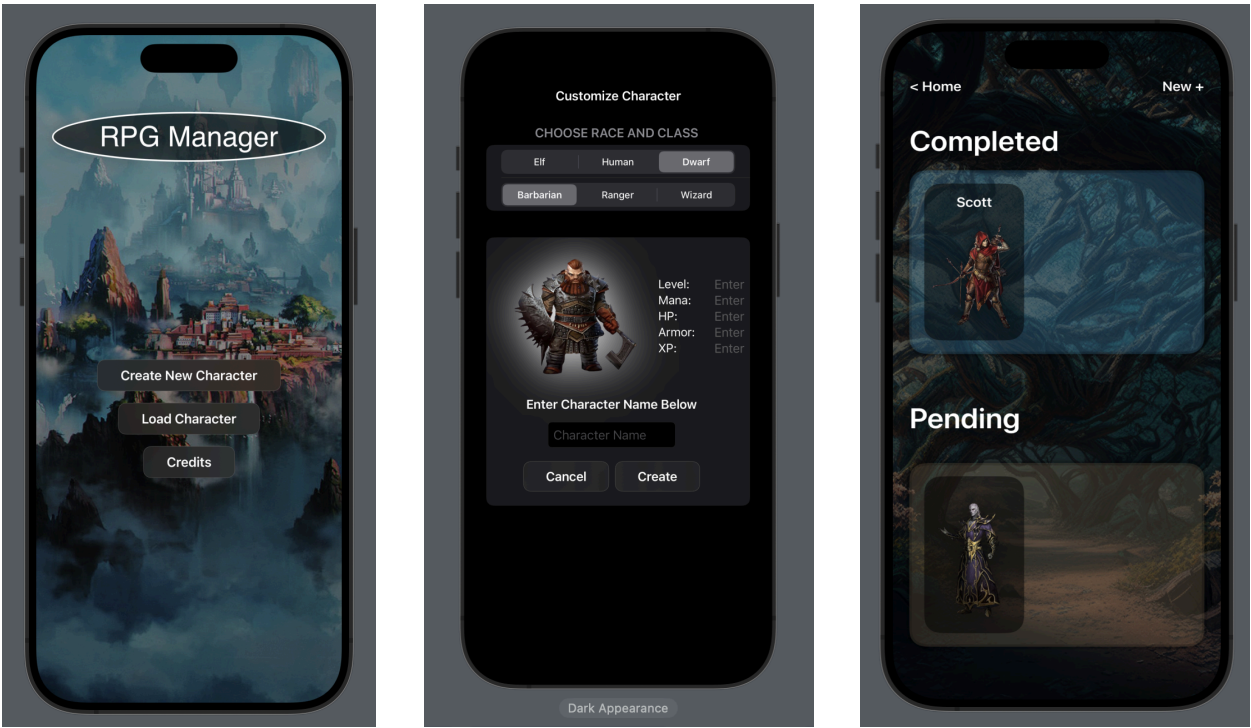 RPG Manager
Create New Character
Load Character
Credits
Customize Character
CHOOSE RACE AND CLASS
Elf Human Dwarf
Barbarian Ranger Wizard
Level: Enter
Mana: Enter
HP: Enter
Armor: Enter
XP: Enter
Enter Character Name Below
Character Name
Cancel Create
Dark Appearance
< Home New +
Completed
Scott
Pending